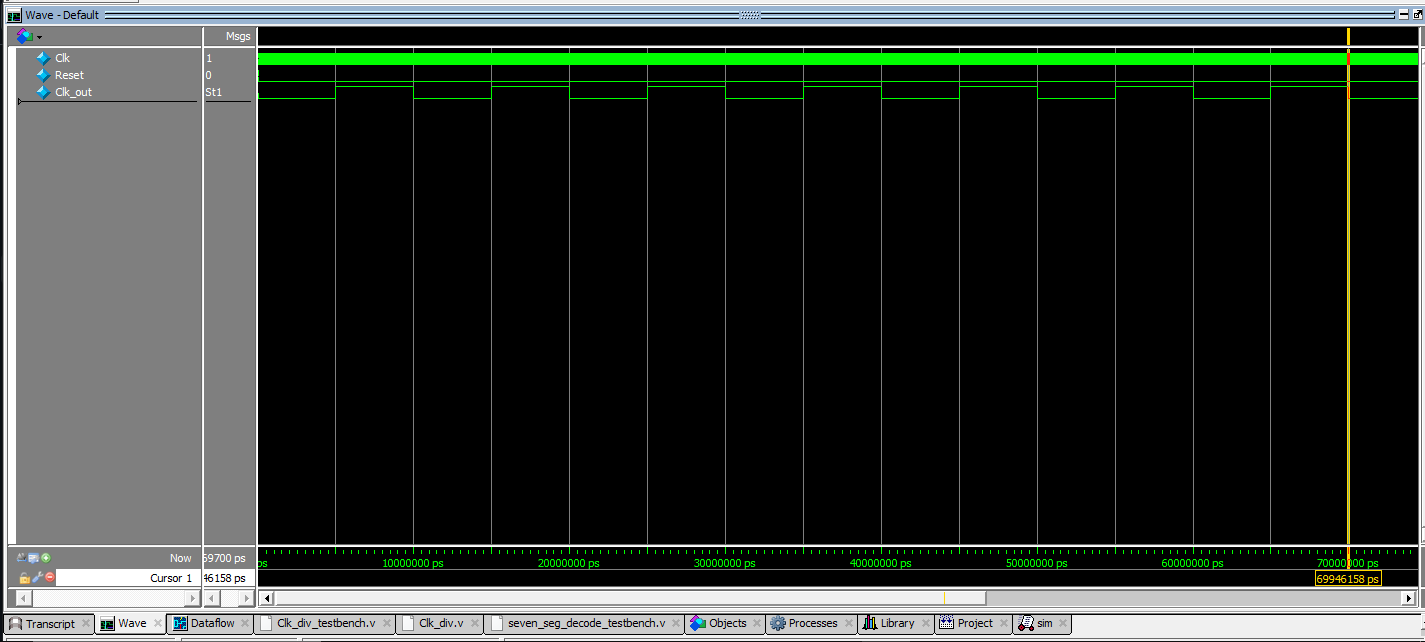 Wave - Default
Msgs
Clk 1
Reset 0
Clk_out St1
Now 59700 ps
ps 10000000 ps 20000000 ps 30000000 ps 40000000 ps 50000000 ps 60000000 ps 70000000 ps
Cursor 1 46158 ps 69946158 ps
Transcript Wave Dataflow Clk_div_testbench.v Clk_div.v seven_seg_decode_testbench.v Objects Processes Library Project sim